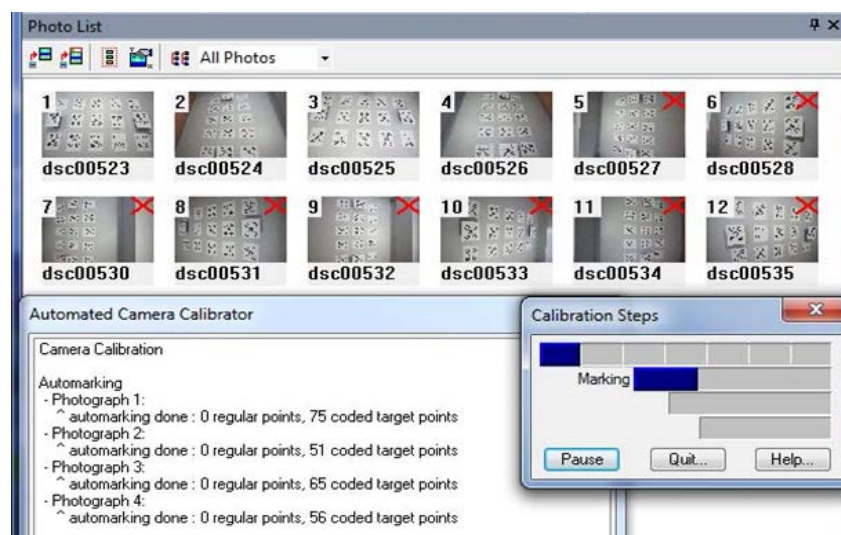 Photo List
All Photos
1 2 3 4 5 6
dsc00523 dsc00524 dsc00525 dsc00526 dsc00527 dsc00528
7 8 9 10 11 12
dsc00530 dsc00531 dsc00532 dsc00533 dsc00534 dsc00535
Automated Camera Calibrator
Camera Calibration
Automarking
- Photograph 1:
^ automarking done : 0 regular points, 75 coded target points
- Photograph 2:
^ automarking done : 0 regular points, 51 coded target points
- Photograph 3:
^ automarking done : 0 regular points, 65 coded target points
- Photograph 4:
^ automarking done : 0 regular points, 56 coded target points
Calibration Steps
Marking
Pause Quit... Help...